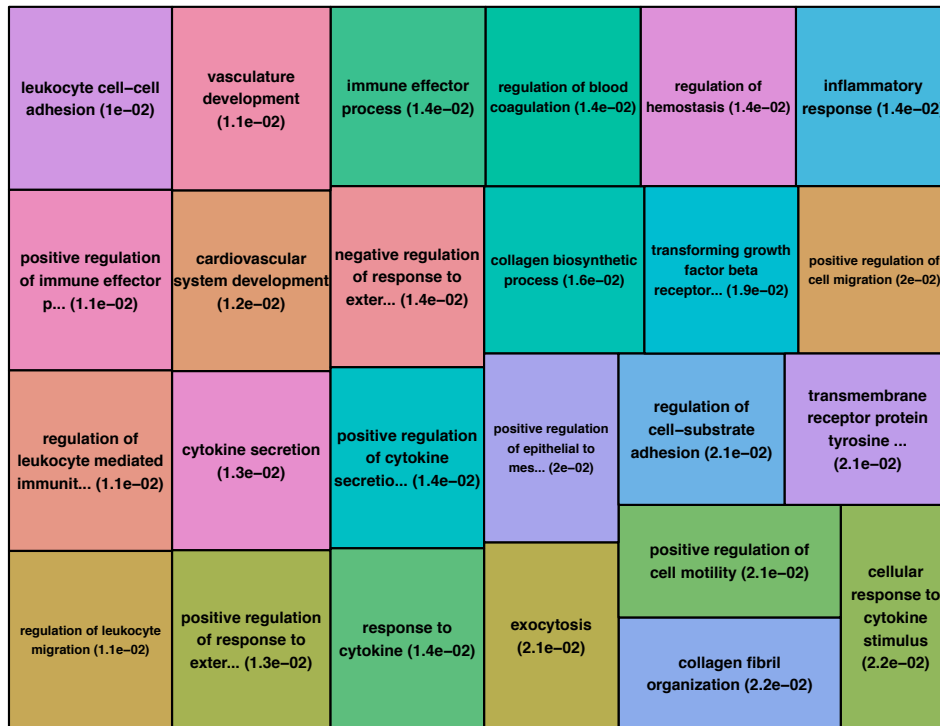 leukocyte cell−cell
adhesion (1e−02)
vasculature
development
(1.1e−02)
immune effector
process (1.4e−02)
regulation of blood
coagulation (1.4e−02)
regulation of
hemostasis (1.4e−02)
inflammatory
response (1.4e−02)
positive regulation
of immune effector
p... (1.1e−02)
cardiovascular
system development
(1.2e−02)
negative regulation
of response to
exter... (1.4e−02)
collagen biosynthetic
process (1.6e−02)
transforming growth
factor beta
receptor... (1.9e−02)
positive regulation of
cell migration (2e−02)
regulation of
leukocyte mediated
immunit... (1.1e−02)
cytokine secretion
(1.3e−02)
positive regulation
of cytokine
secretio... (1.4e−02)
positive regulation
of epithelial to
mes... (2e−02)
regulation of
cell−substrate
adhesion (2.1e−02)
transmembrane
receptor protein
tyrosine ...
(2.1e−02)
regulation of leukocyte
migration (1.1e−02)
positive regulation
of response to
exter... (1.3e−02)
response to
cytokine (1.4e−02)
exocytosis
(2.1e−02)
positive regulation of
cell motility (2.1e−02)
collagen fibril
organization (2.2e−02)
cellular
response to
cytokine
stimulus
(2.2e−02)